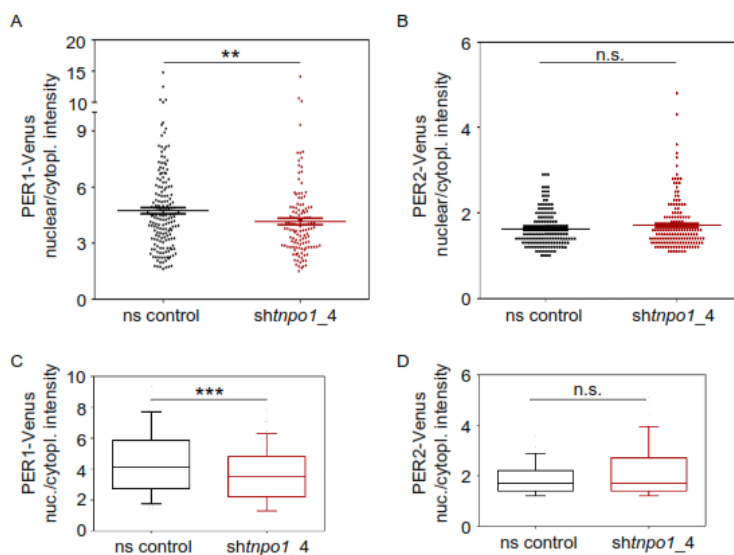 A
PER1-Venus
nuclear/cytopl. intensity
20
15
10
9
6
3
0
**
ns control
shtnpo1_4
B
PER2-Venus
nuclear/cytopl. intensity
6
4
2
0
n.s.
ns control
shtnpo1_4
C
PER1-Venus
nuc./cytopl. intensity
10
8
6
4
2
0
***
ns control
shtnpo1_4
D
PER2-Venus
nuc./cytopl. intensity
6
4
2
0
n.s.
ns control
shtnpo1_4